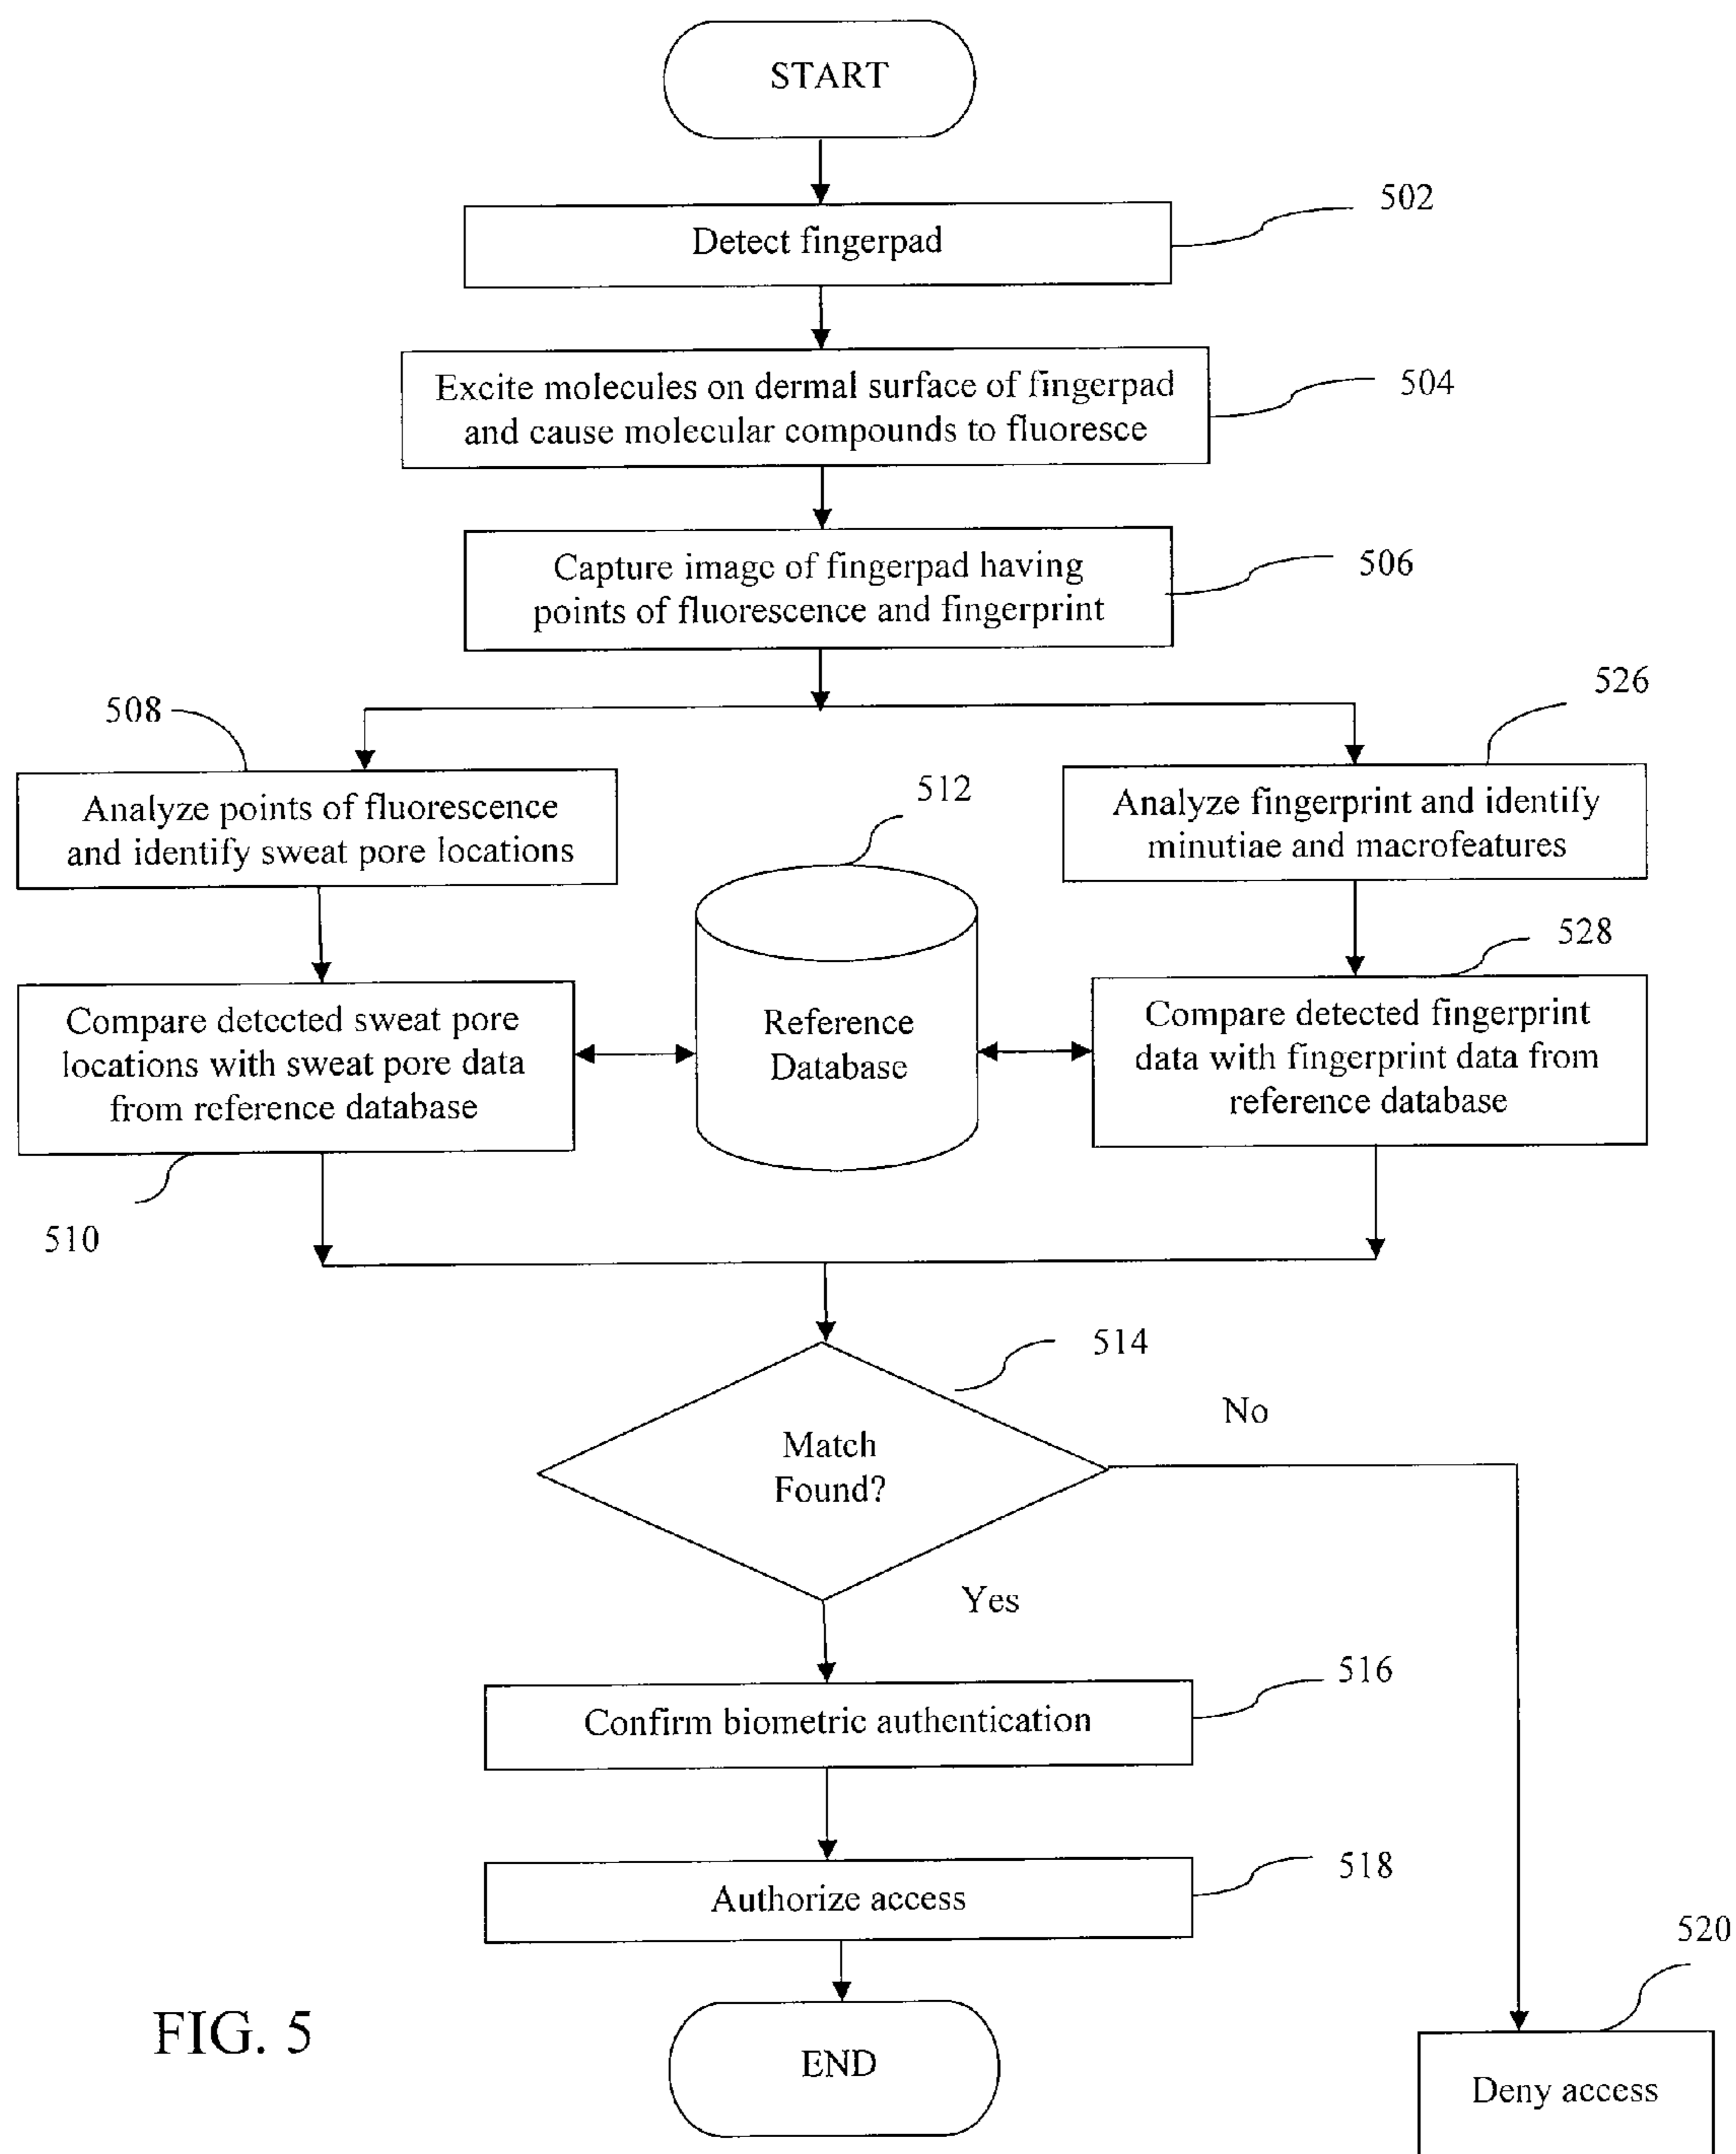 START
502
Detect fingerpad
504
Excite molecules on dermal surface of fingerpad
and cause molecular compounds to fluoresce
506
Capture image of fingerpad having
points of fluorescence and fingerprint
508
526
Analyze points of fluorescence
and identify sweat pore locations
512
Analyze fingerprint and identify
minutiae and macrofeatures
528
Compare detected sweat pore
locations with sweat pore data
from reference database
Reference
Database
Compare detected fingerprint
data with fingerprint data from
reference database
510
514
No
Match
Found?
Yes
516
Confirm biometric authentication
518
Authorize access
520
FIG. 5
END
Deny access